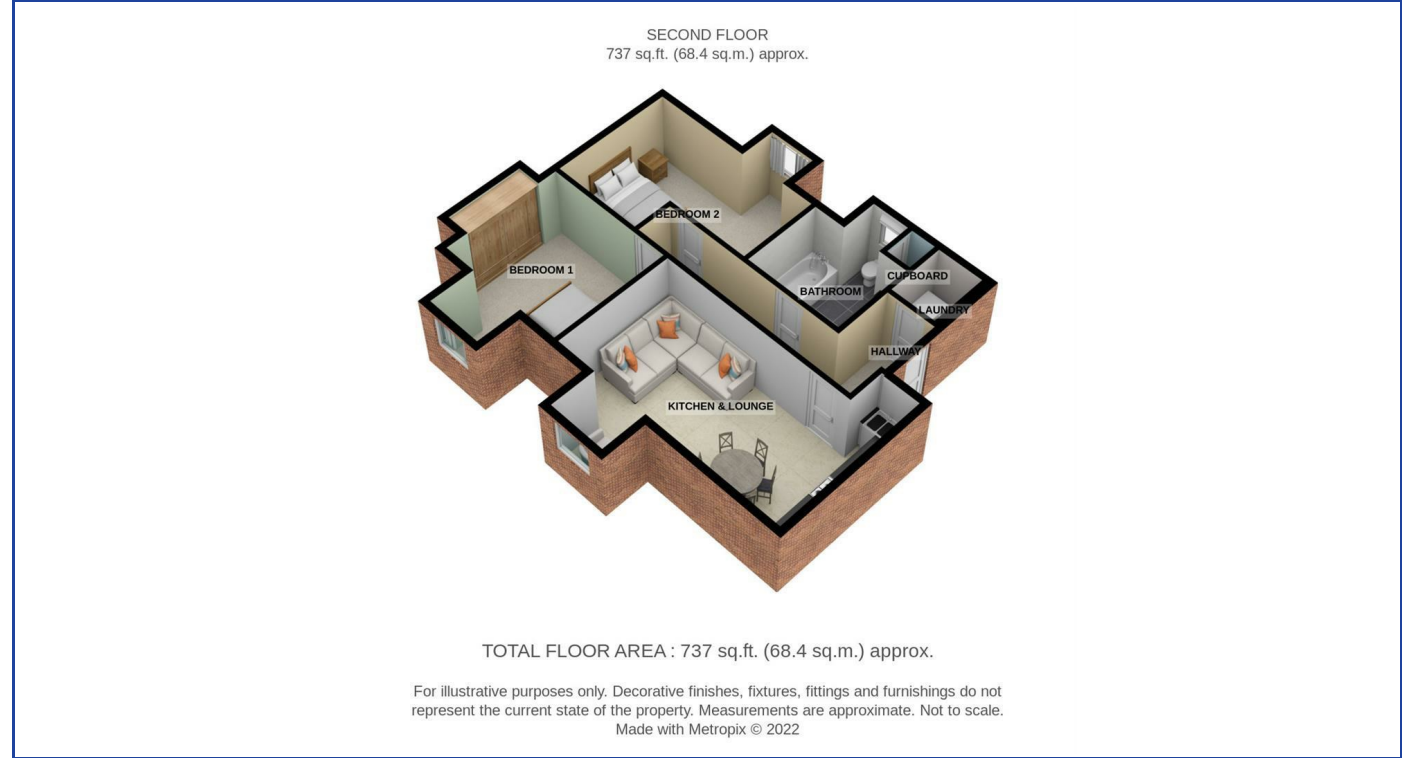 SECOND FLOOR
737 sq.ft. (68.4 sq.m.) approx.
BEDROOM 2
BEDROOM 1
CUPBOARD
BATHROOM
LAUNDRY
HALLWAY
KITCHEN & LOUNGE
TOTAL FLOOR AREA : 737 sq.ft. (68.4 sq.m.) approx.
For illustrative purposes only. Decorative finishes, fixtures, fittings and furnishings do not
represent the current state of the property. Measurements are approximate. Not to scale.
Made with Metropix © 2022